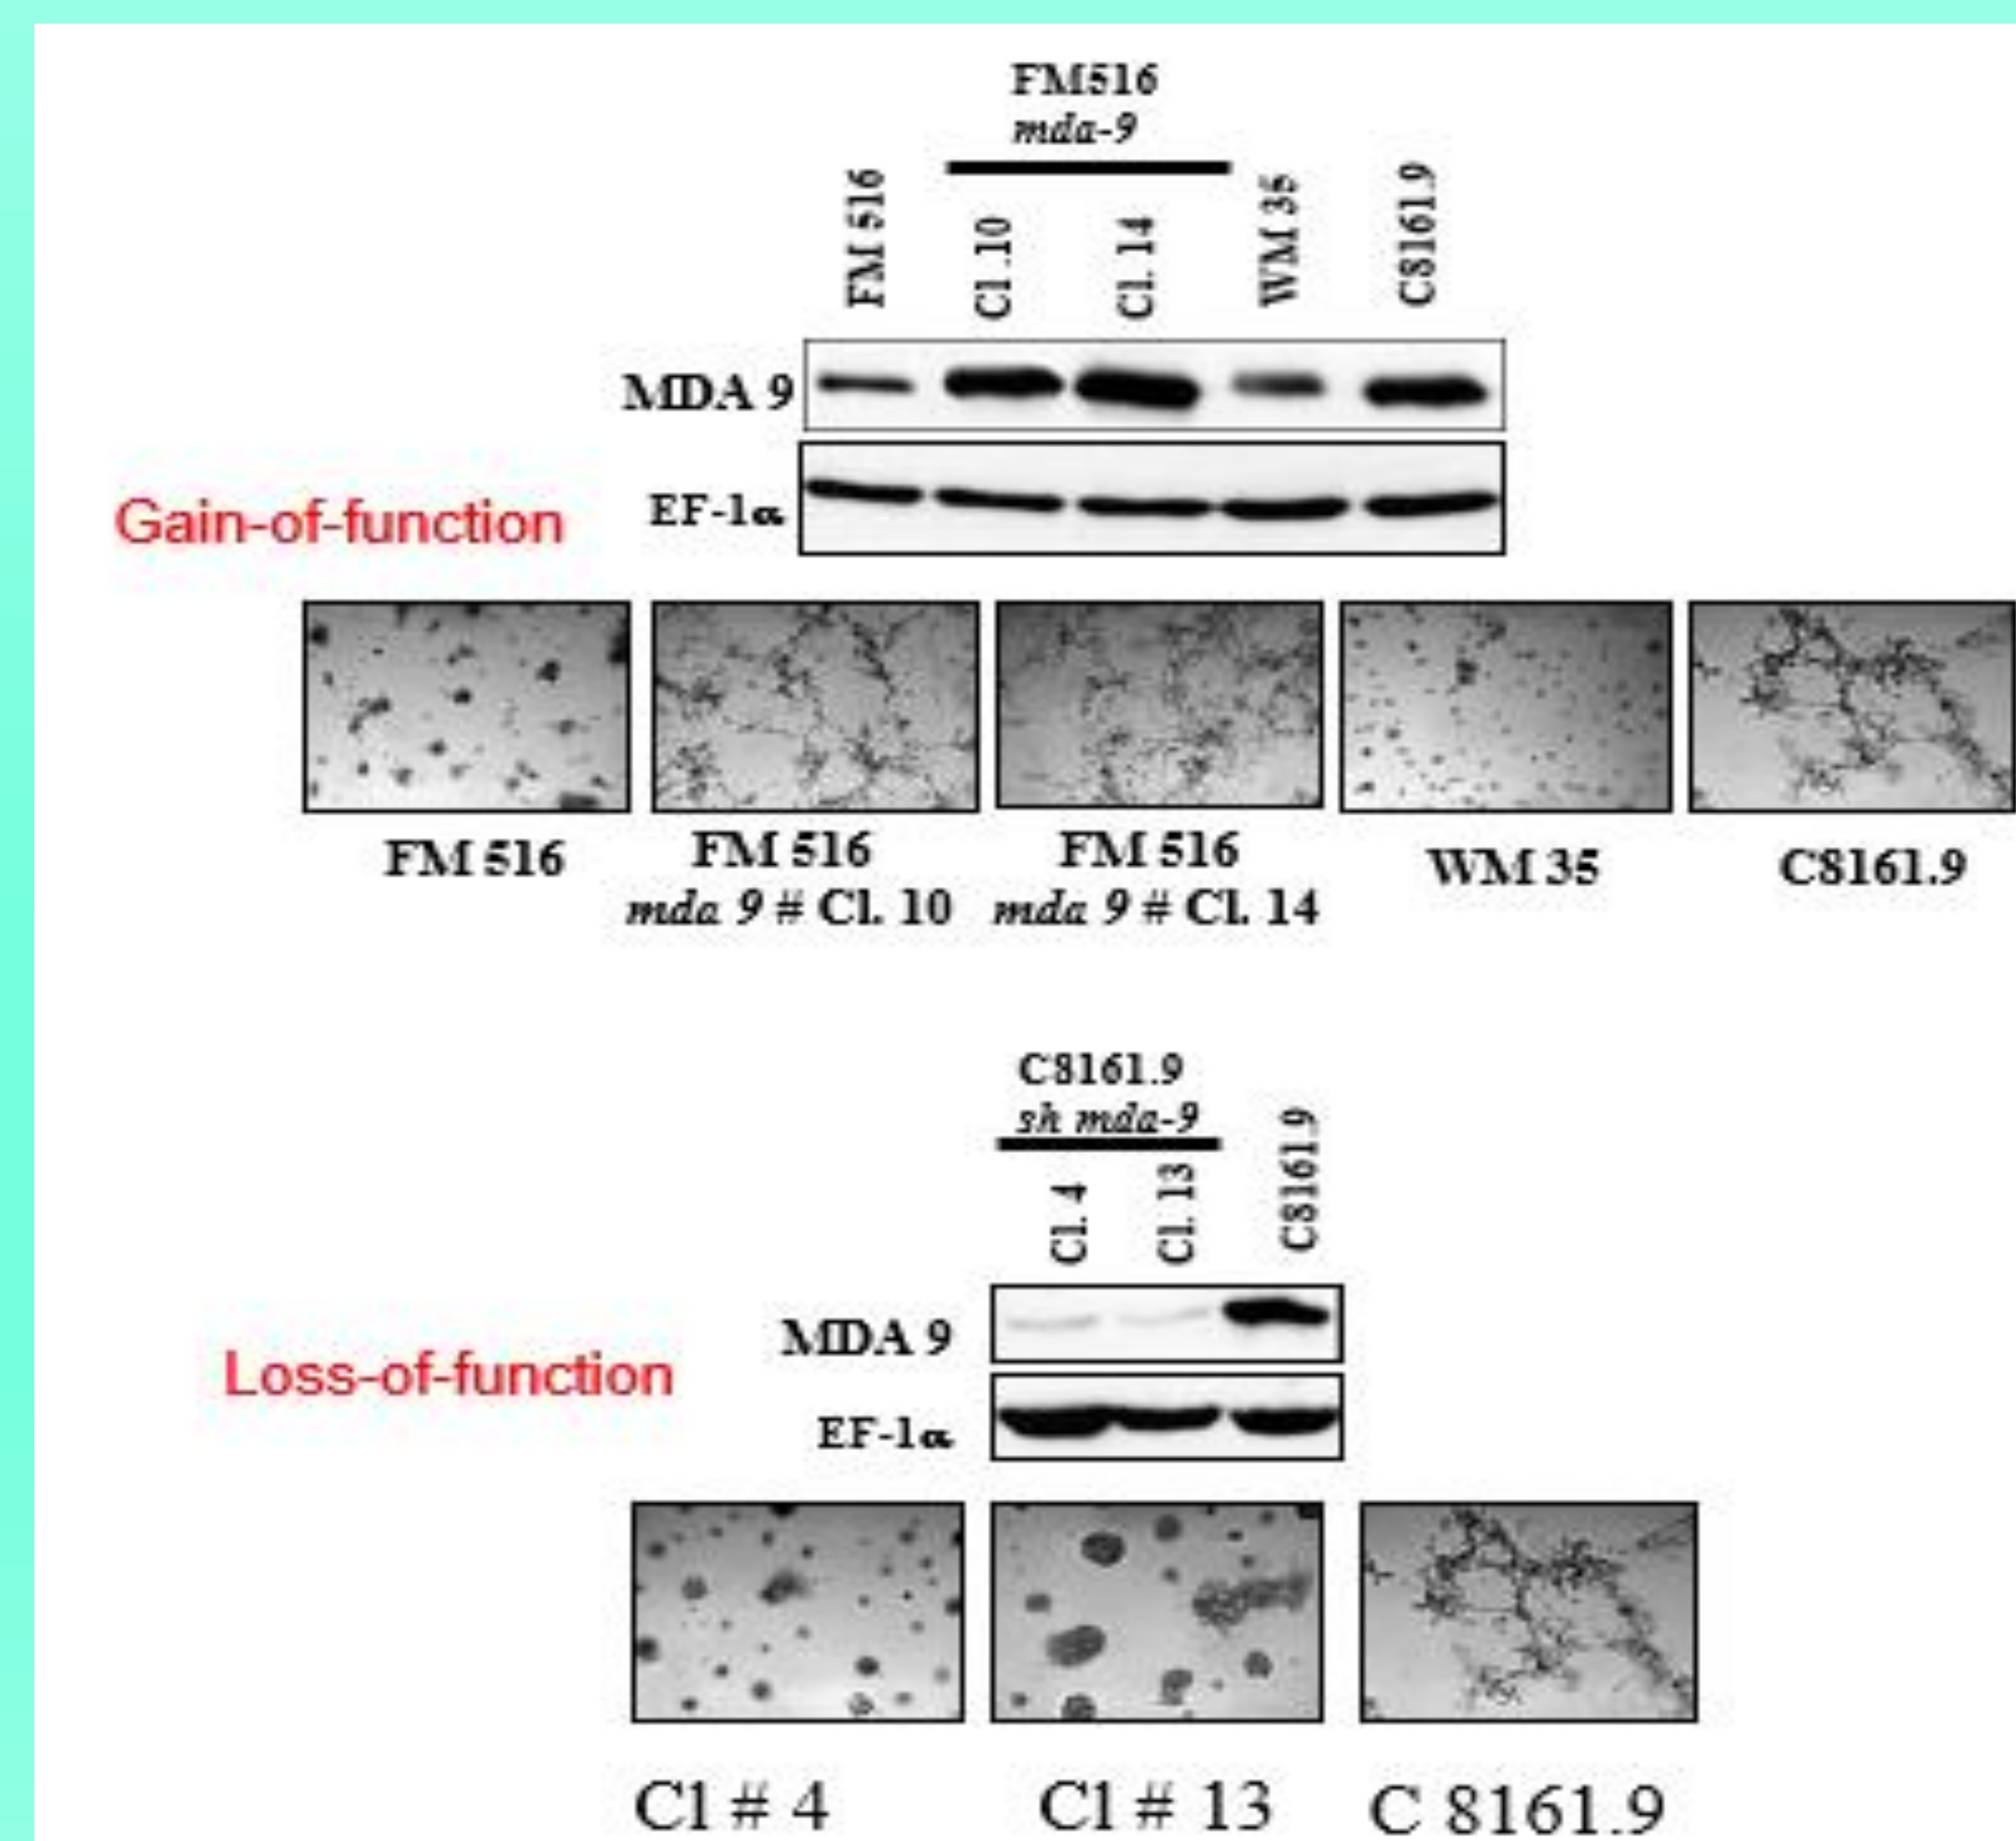 FM516
mda-9
FM 516
Cl .10
Cl. 14
WM 35
C8161.9
MDA 9
EF-1α
Gain-of-function
FM 516
FM 516
mda 9 # Cl. 10
FM 516
mda 9 # Cl. 14
WM 35
C8161.9
C8161.9
sh mda-9
Cl. 4
Cl. 13
C8161.9
MDA 9
Loss-of-function
EF-1α
Cl # 4
Cl # 13
C 8161.9